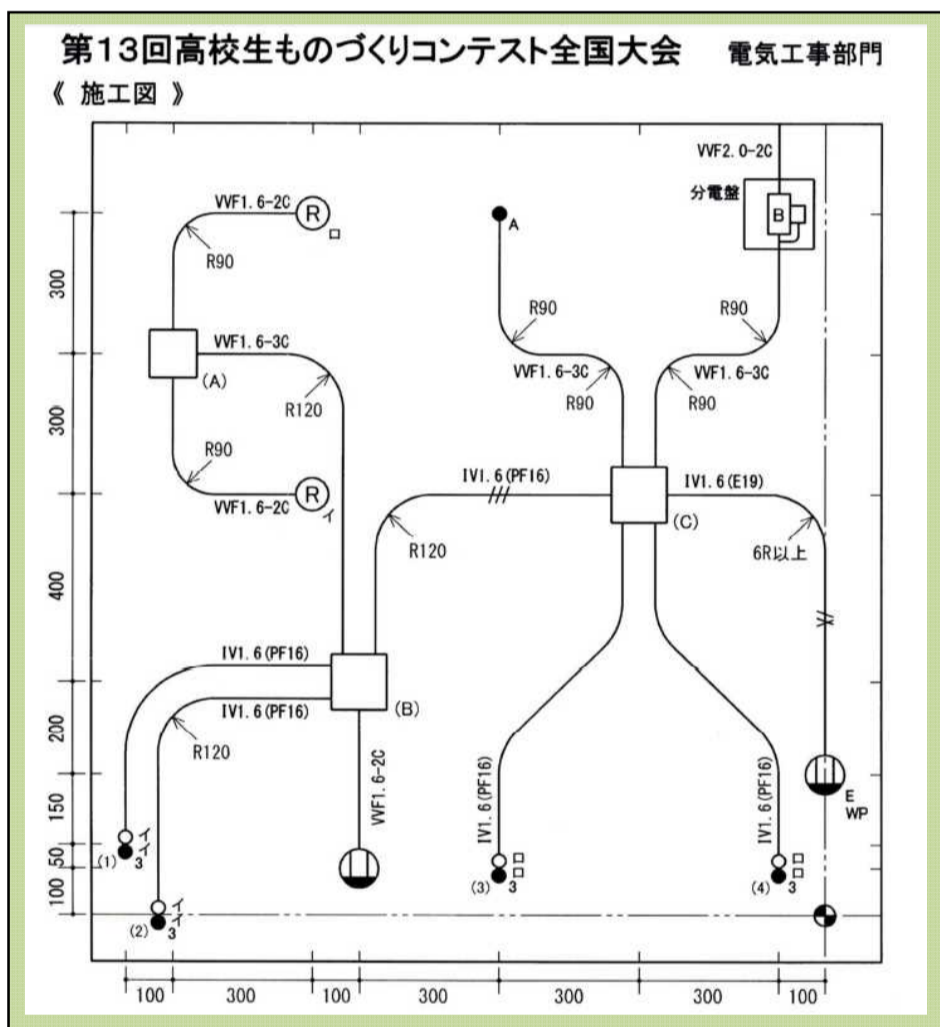 第13回高校生ものづくりコンテスト全国大会 電気工事部門
《 施工図 》
VVF2.0-2C
分電盤
B
VVF1.6-2C
R
ロ
A
R90
R90
R90
300
VVF1.6-3C
(A)
VVF1.6-3C
VVF1.6-3C
R120
R90
R90
300
R90
VVF1.6-2C
R
イ
IV1.6(PF16)
IV1.6(E19)
(C)
R120
6R以上
400
IV1.6(PF16)
IV1.6(PF16)
(B)
R120
200
VVF1.6-2C
IV1.6(PF16)
IV1.6(PF16)
E
WP
150
(1)
イ
イ
3
50
(3)
ロ
ロ
3
(4)
ロ
ロ
3
100
(2)
イ
イ
3
100 300 100 300 300 300 100